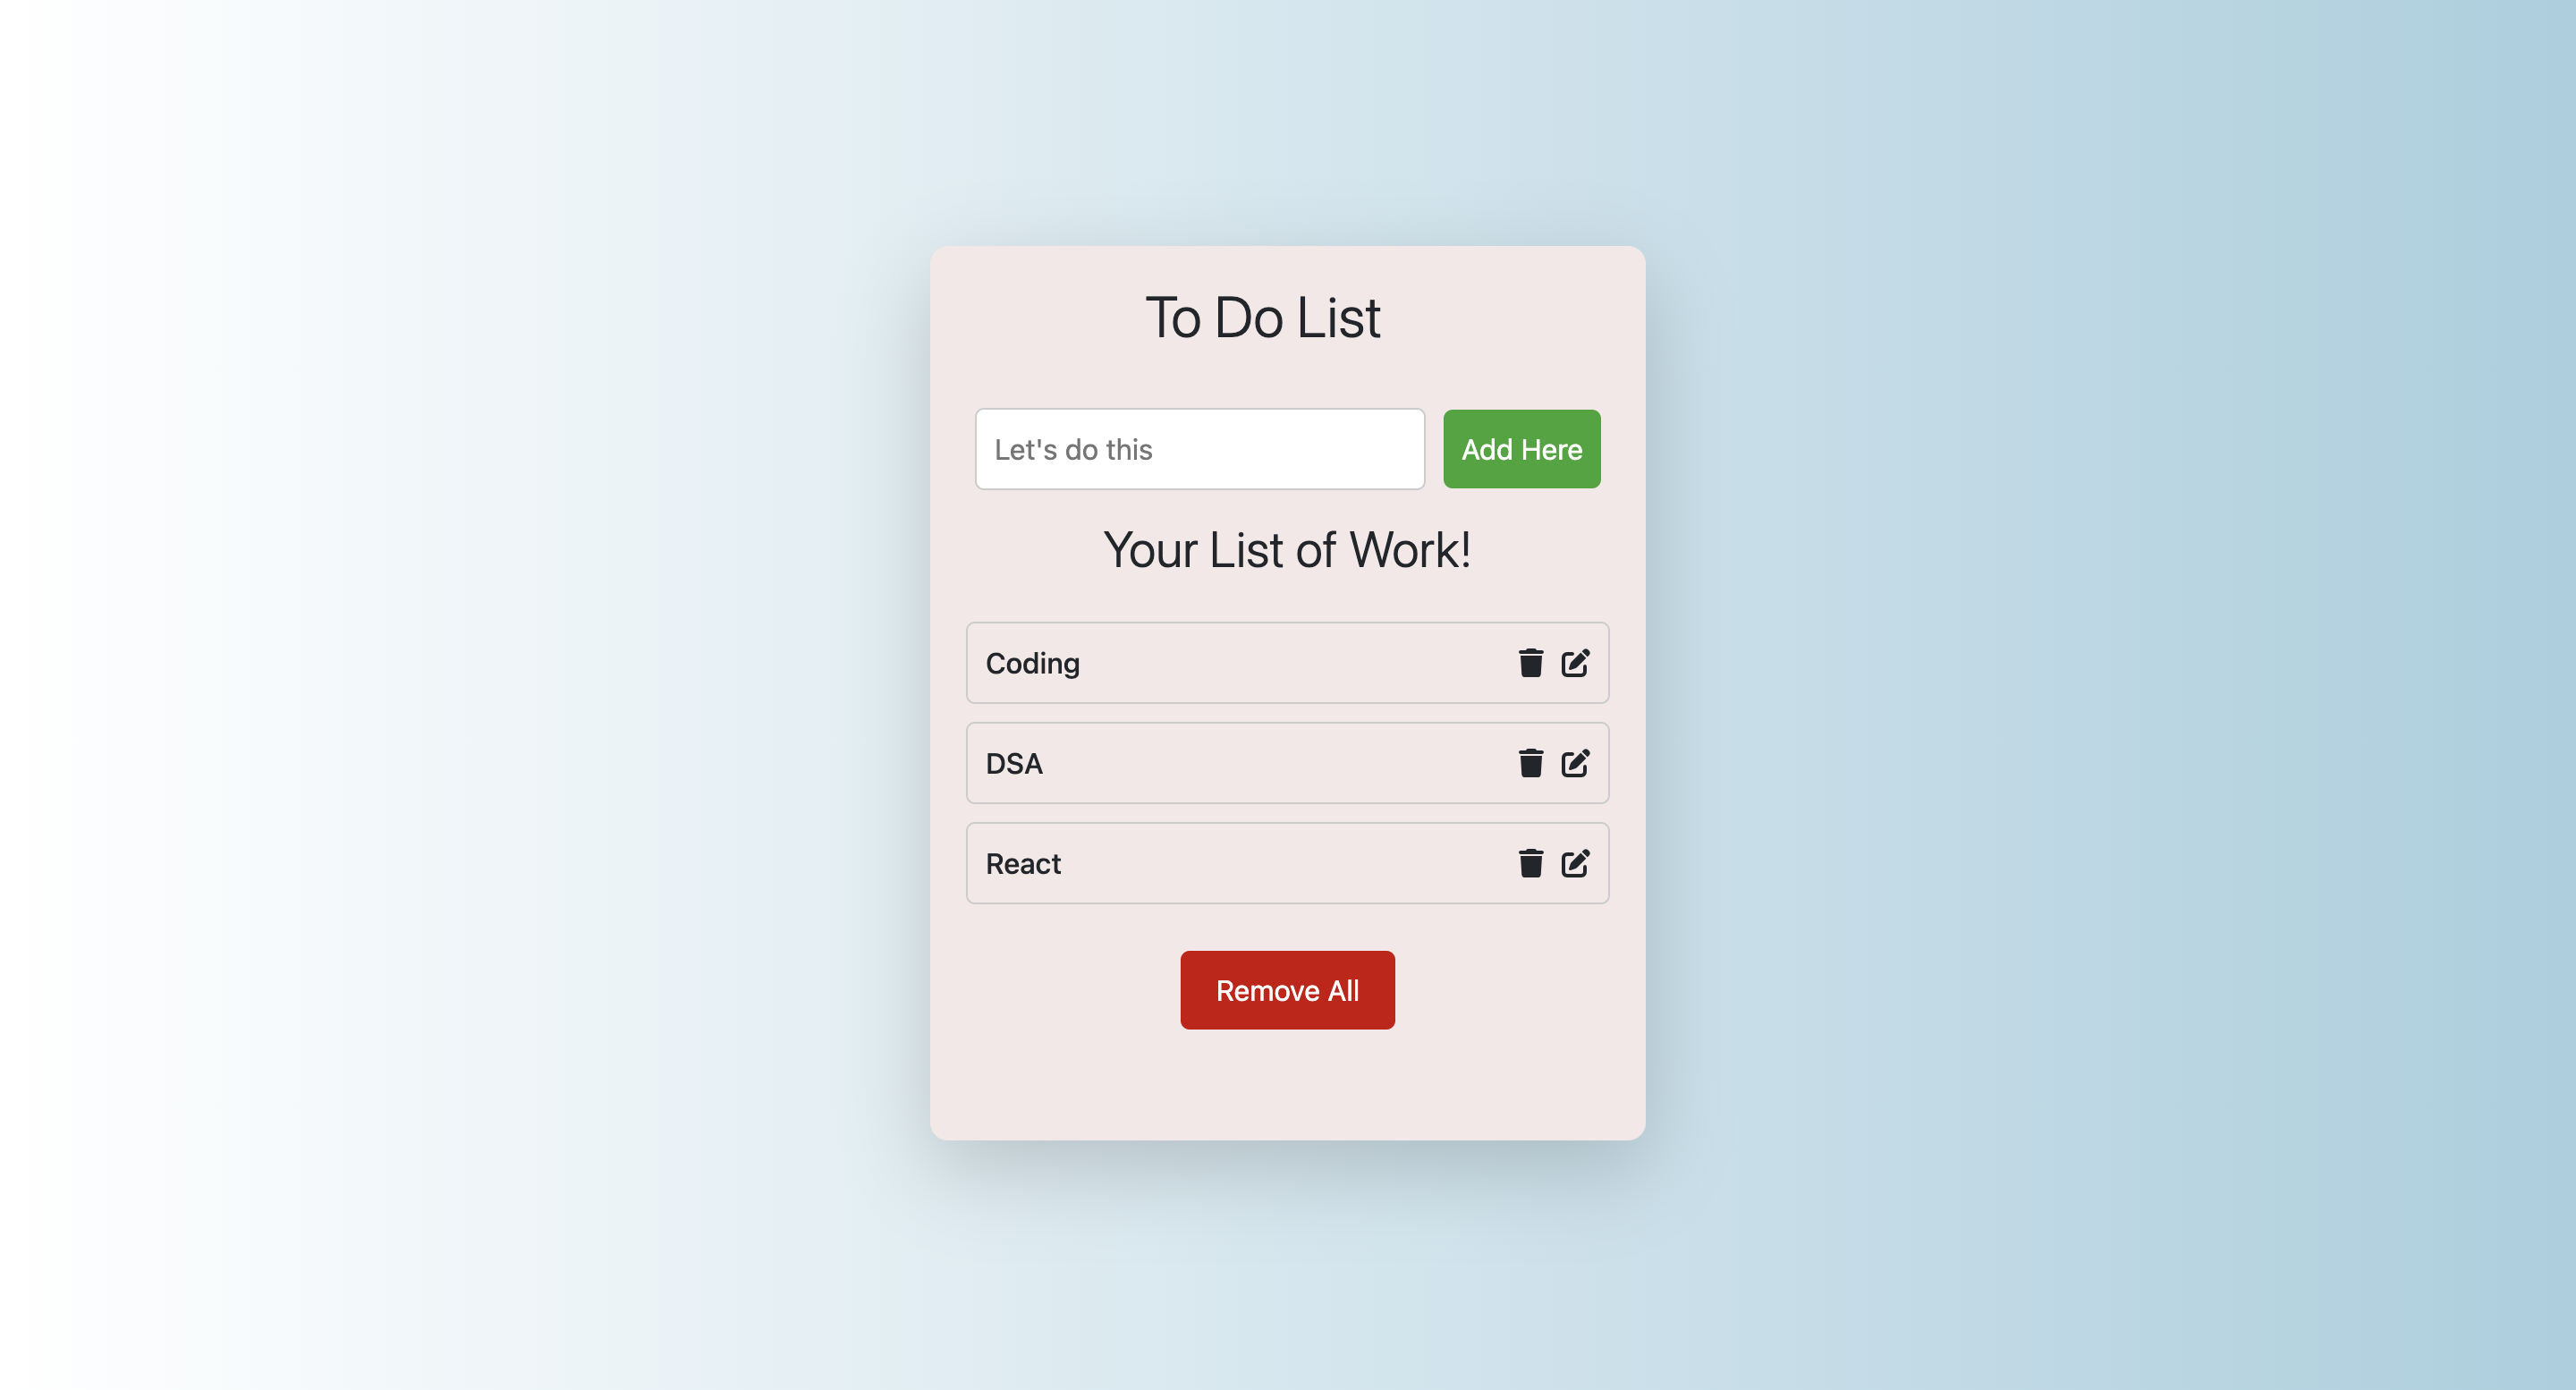 To Do List
Let's do this
Add Here
Your List of Work!
Coding
DSA
React
Remove All